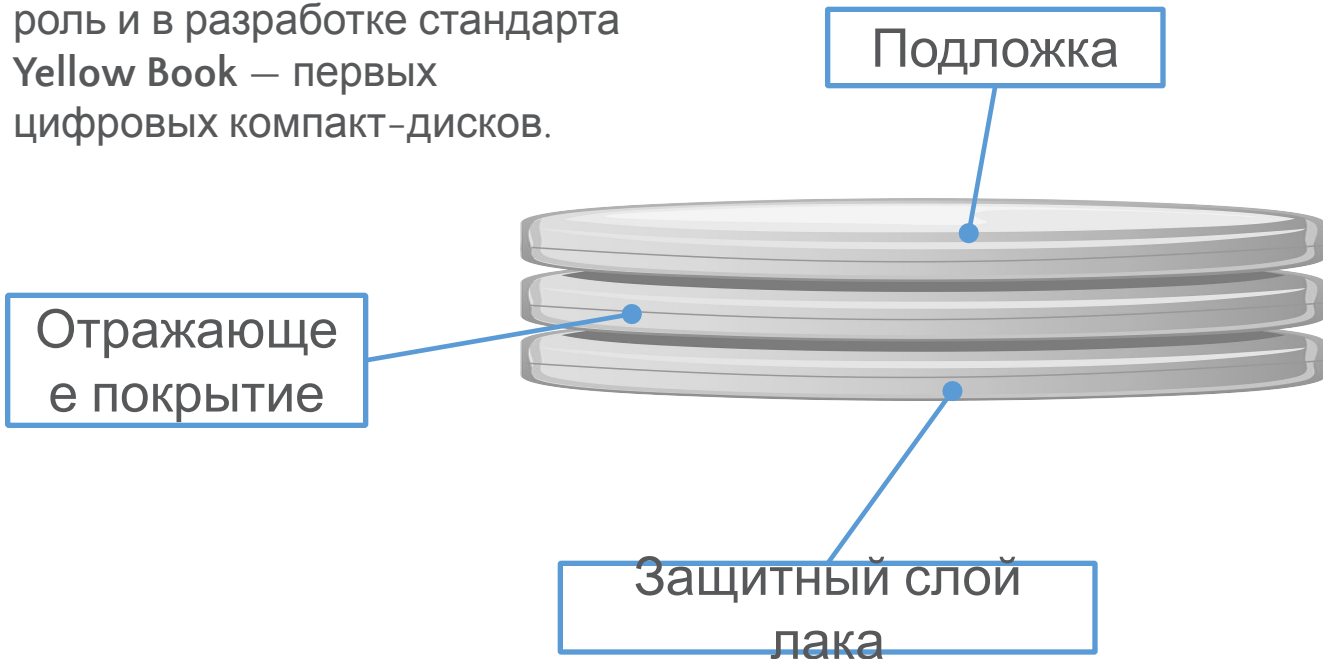 роль и в разработке стандарта
Yellow Book — первых
цифровых компакт-дисков.
Подложка
Отражающе
е покрытие
Защитный слой
лака